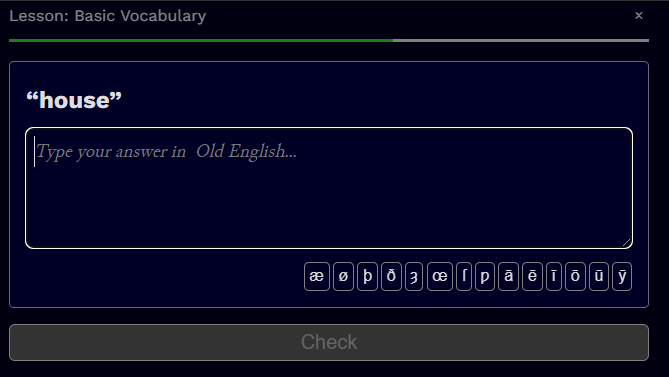 Lesson: Basic Vocabulary ×
“house”
Type your answer in Old English...
æ ø þ ð ȝ œ ſ ƿ ā ē ī ō ū ȳ
Check